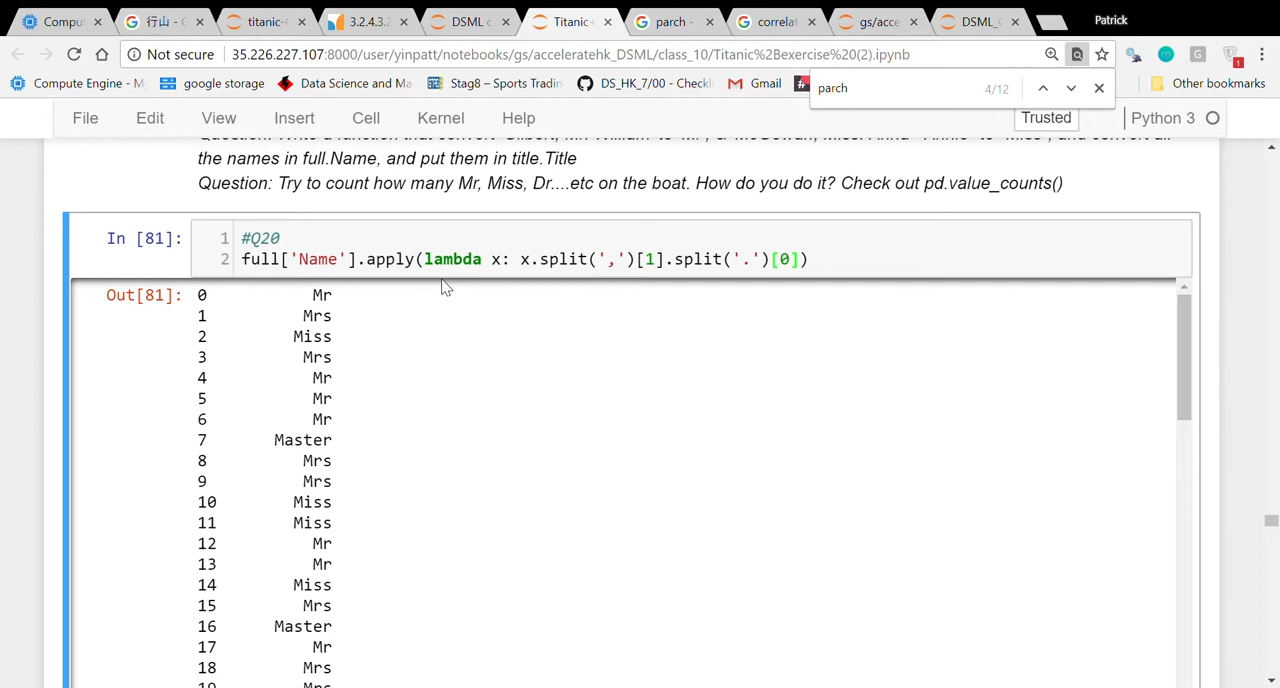 Comput
行山 - G
titanic-
3.2.4.3.
DSML c
Titanic+
parch -
correlat
gs/acce
DSML_
Patrick
Not secure 35.226.227.107:8000/user/yinpatt/notebooks/gs/acceleratehk_DSML/class_10/Titanic%2Bexercise%20(2).ipynb
Compute Engine - M
google storage
Data Science and Ma
Stag8 – Sports Tradin
DS_HK_7/00 - Checkl
Gmail
Other bookmarks
parch 4/12
File Edit View Insert Cell Kernel Help
Trusted
Python 3
the names in full.Name, and put them in title.Title
Question: Try to count how many Mr, Miss, Dr....etc on the boat. How do you do it? Check out pd.value_counts()
In [81]:
1 #Q20
2 full['Name'].apply(lambda x: x.split(',')[1].split('.')[0])
Out[81]:
0 Mr
1 Mrs
2 Miss
3 Mrs
4 Mr
5 Mr
6 Mr
7 Master
8 Mrs
9 Mrs
10 Miss
11 Miss
12 Mr
13 Mr
14 Miss
15 Mrs
16 Master
17 Mr
18 Mrs